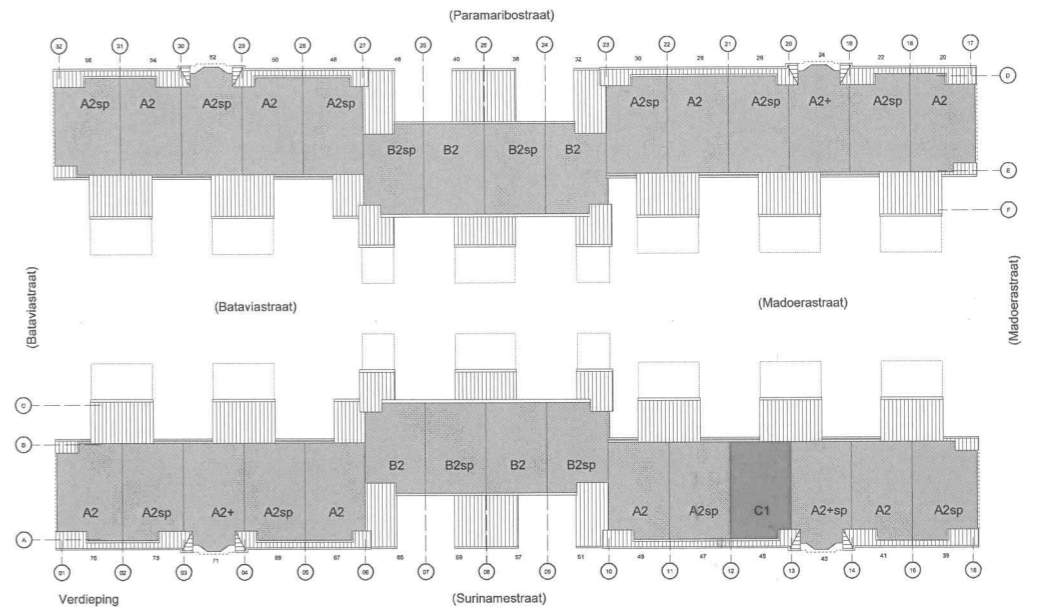 (Paramaribostraat)
32 31 30 29 28 27 26 25 24 23 22 21 20 19 18 17
56 54 52 50 48 46 40 38 32 30 28 26 24 22 20
D
A2sp A2 A2sp A2 A2sp A2sp A2 A2sp A2+ A2sp A2
B2sp B2 B2sp B2
E
F
(Bataviastraat)
(Bataviastraat)
(Madoerastraat)
(Madoerastraat)
C
B
B2 B2sp B2 B2sp
A2 A2sp A2+ A2sp A2 A2 A2sp C1 A2+sp A2 A2sp
A
75 73 71 69 67 65 59 57 51 49 47 45 43 41 39
01 02 03 04 05 06 07 08 09 10 11 12 13 14 15 16
Verdieping
(Surinamestraat)